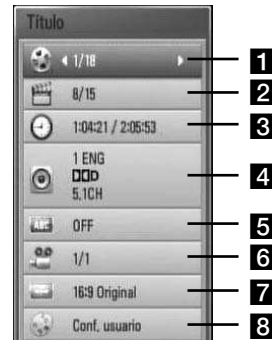 Título
1/18 1
8/15 2
1:04:21 / 2:05:53 3
1 ENG
D 4
5.1CH
ABC OFF 5
1/1 6
16:9 Original 7
Conf. usuario 8